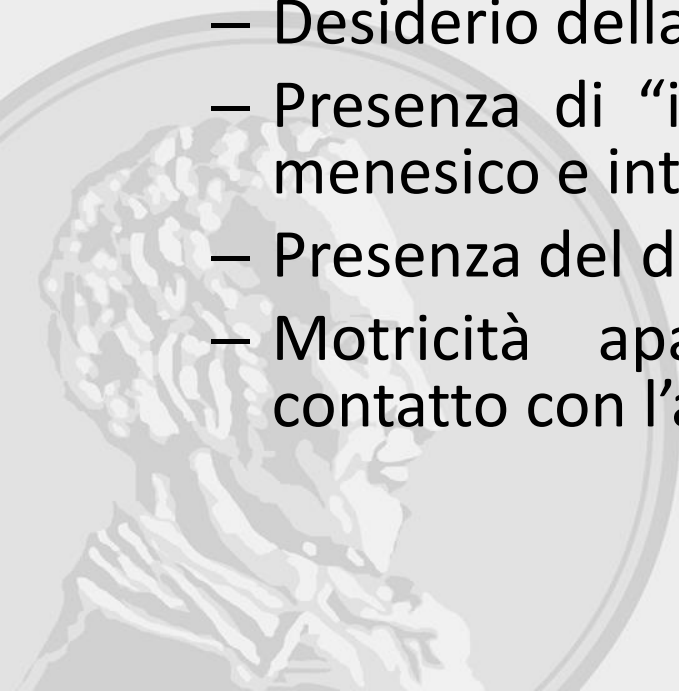 – Desiderio della
– Presenza di “i
menesico e int
– Presenza del d
– Motricità apa
contatto con l’a